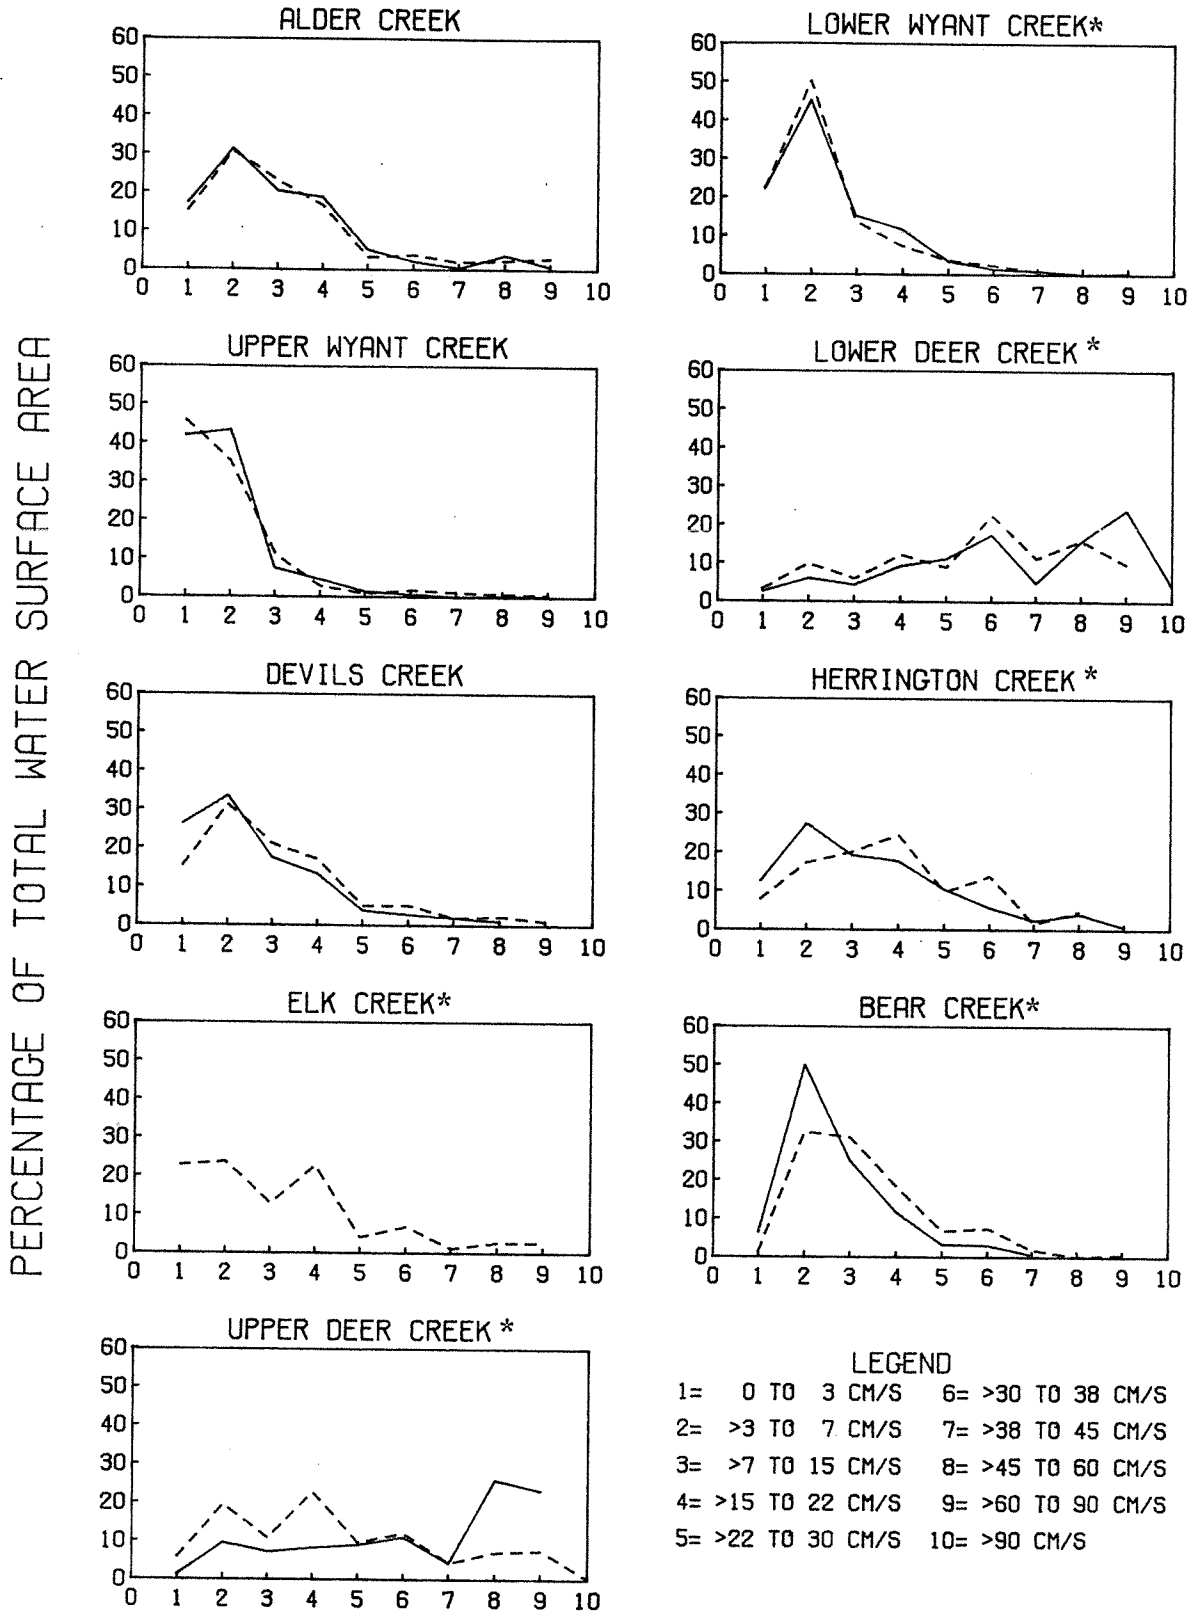 PERCENTAGE OF TOTAL WATER SURFACE AREA
ALDER CREEK
60
50
40
30
20
10
0
0 1 2 3 4 5 6 7 8 9 10
LOWER WYANT CREEK*
60
50
40
30
20
10
0
0 1 2 3 4 5 6 7 8 9 10
UPPER WYANT CREEK
60
50
40
30
20
10
0
0 1 2 3 4 5 6 7 8 9 10
LOWER DEER CREEK *
60
50
40
30
20
10
0
0 1 2 3 4 5 6 7 8 9 10
DEVILS CREEK
60
50
40
30
20
10
0
0 1 2 3 4 5 6 7 8 9 10
HERRINGTON CREEK *
60
50
40
30
20
10
0
0 1 2 3 4 5 6 7 8 9 10
ELK CREEK*
60
50
40
30
20
10
0
0 1 2 3 4 5 6 7 8 9 10
BEAR CREEK*
60
50
40
30
20
10
0
0 1 2 3 4 5 6 7 8 9 10
UPPER DEER CREEK *
60
50
40
30
20
10
0
0 1 2 3 4 5 6 7 8 9 10
LEGEND
1= 0 TO 3 CM/S 6= >30 TO 38 CM/S
2= >3 TO 7 CM/S 7= >38 TO 45 CM/S
3= >7 TO 15 CM/S 8= >45 TO 60 CM/S
4= >15 TO 22 CM/S 9= >60 TO 90 CM/S
5= >22 TO 30 CM/S 10= >90 CM/S